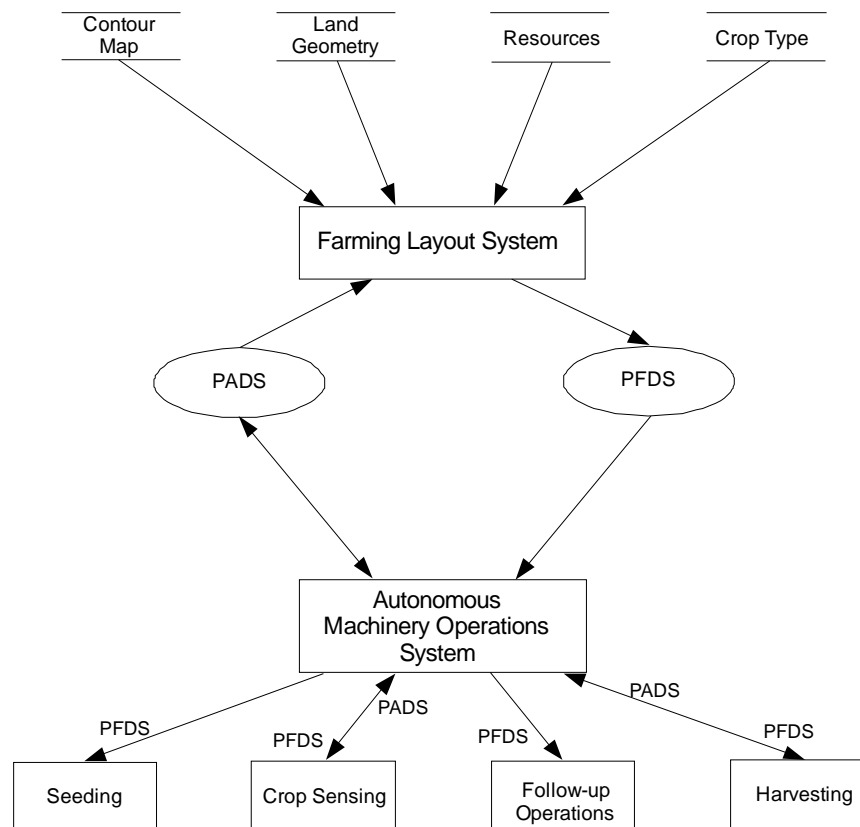 Contour
Map
Land
Geometry
Resources
Crop Type
Farming Layout System
PADS
PFDS
Autonomous
Machinery Operations
System
PFDS
PFDS
PADS
PFDS
PADS
PFDS
Seeding
Crop Sensing
Follow-up
Operations
Harvesting